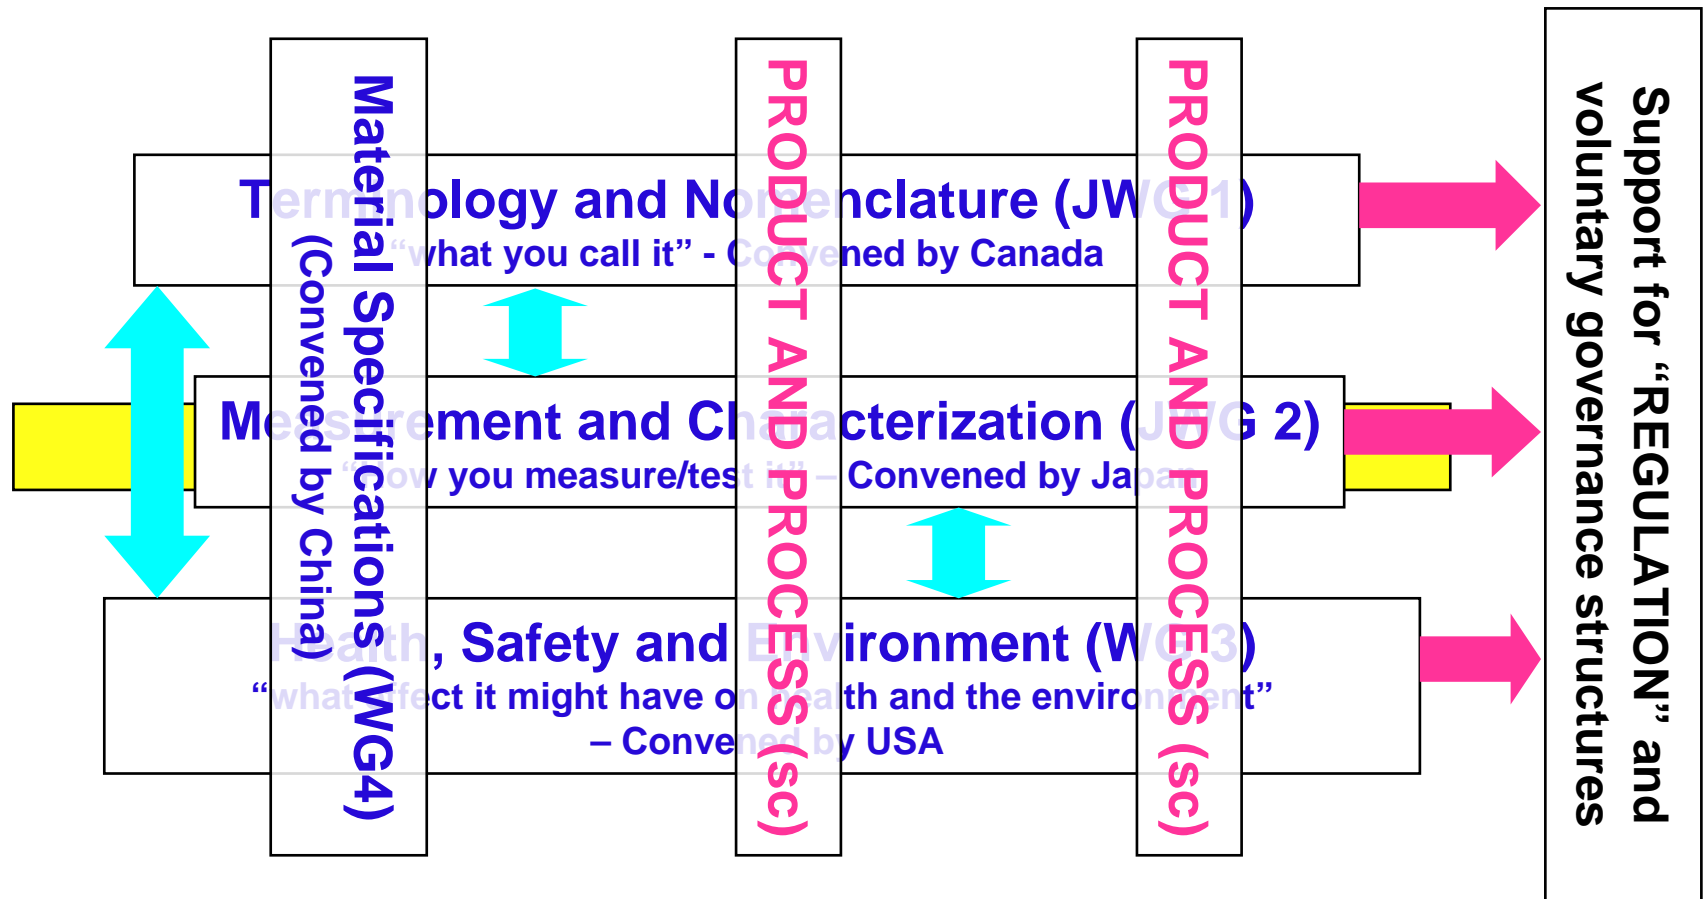 Terminology and Nomenclature (JWG 1)
“what you call it” - Convened by Canada
Measurement and Characterization (JWG 2)
“How you measure/test it” – Convened by Japan
Health, Safety and Environment (WG 3)
“what effect it might have on health and the environment”
– Convened by USA
Material Specifications (WG4)
(Convened by China)
PRODUCT AND PROCESS (sc)
PRODUCT AND PROCESS (sc)
Support for “REGULATION” and
voluntary governance structures